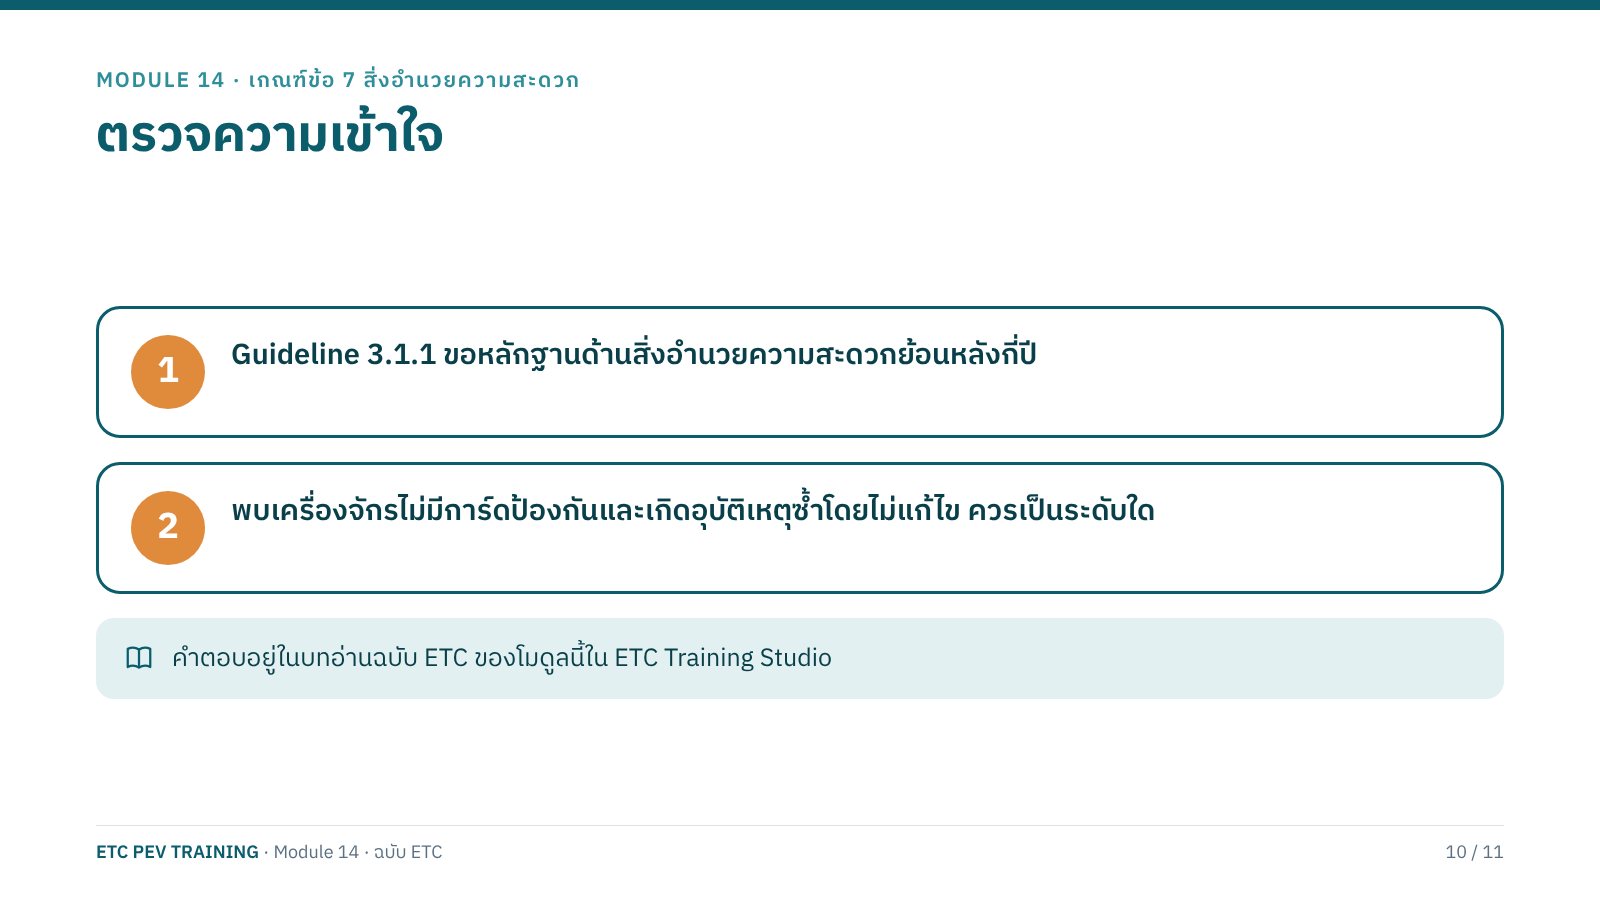 MODULE 14 · เกณฑ์ข้อ 7 สิ่งอำนวยความสะดวก
ตรวจความเข้าใจ
1
Guideline 3.1.1 ขอหลักฐานด้านสิ่งอำนวยความสะดวกย้อนหลังกี่ปี
2
พบเครื่องจักรไม่มีการ์ดป้องกันและเกิดอุบัติเหตุซ้ำโดยไม่แก้ไข ควรเป็นระดับใด
คำตอบอยู่ในบทอ่านฉบับ ETC ของโมดูลนี้ใน ETC Training Studio
ETC PEV TRAINING · Module 14 · ฉบับ ETC
10 / 11